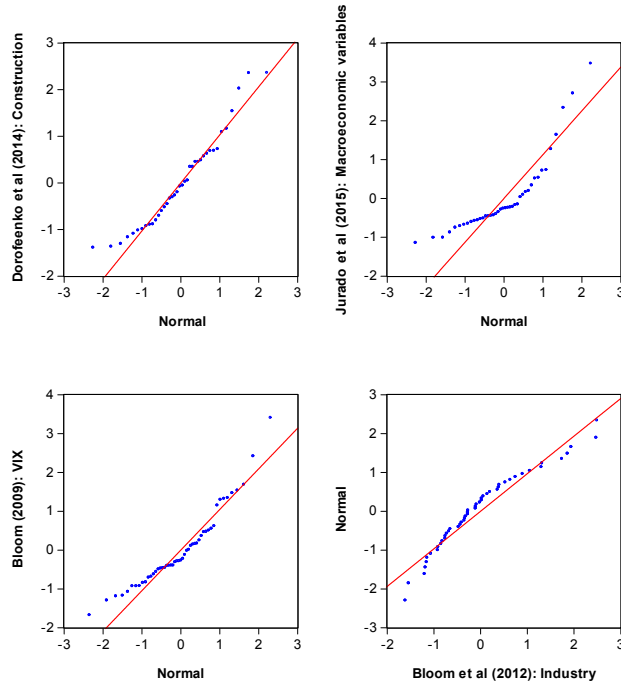 Dorofeenko et al (2014): Construction
3
2
1
0
-1
-2
-3 -2 -1 0 1 2 3
Normal
Jurado et al (2015): Macroeconomic variables
4
3
2
1
0
-1
-2
-3 -2 -1 0 1 2 3
Normal
Bloom (2009): VIX
4
3
2
1
0
-1
-2
-3 -2 -1 0 1 2 3
Normal
Normal
3
2
1
0
-1
-2
-3
-2 -1 0 1 2 3
Bloom et al (2012): Industry